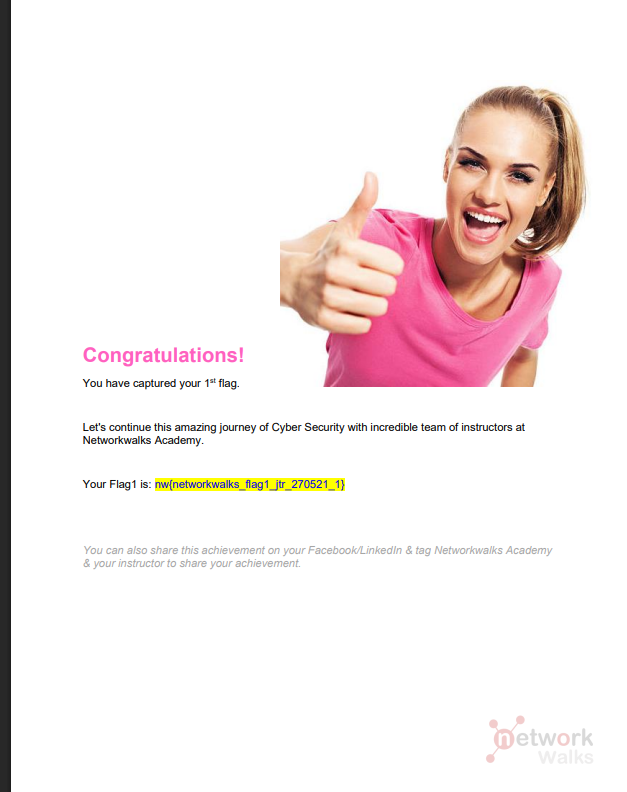 Congratulations!
You have captured your 1st flag.
Let's continue this amazing journey of Cyber Security with incredible team of instructors at
Networkwalks Academy.
Your Flag1 is: nw{networkwalks_flag1_jtr_270521_1}
You can also share this achievement on your Facebook/LinkedIn & tag Networkwalks Academy
& your instructor to share your achievement.
network
Walks